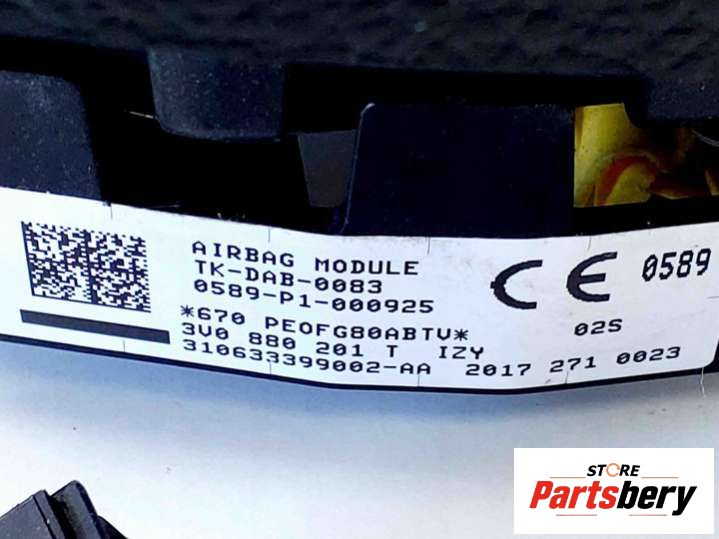 AIRBAG MODULE
TK-DAB-0083
0589-P1-000925
*670 PEOFG80ABTV*
3V0 880 201 T IZY
310633399002-AA 2017 271 0023
CE 0589
02S
STORE
Partsbery